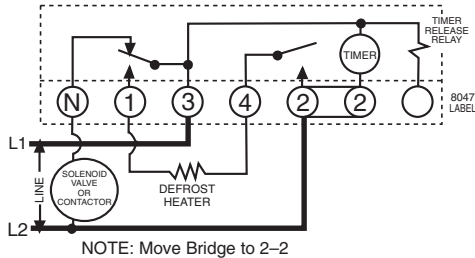 TIMER
RELEASE
RELAY
TIMER
N 1 3 4 2 2
8047
LABEL
L1
LINE
SOLENOID
VALVE
OR
CONTACTOR
DEFROST
HEATER
L2
NOTE: Move Bridge to 2–2